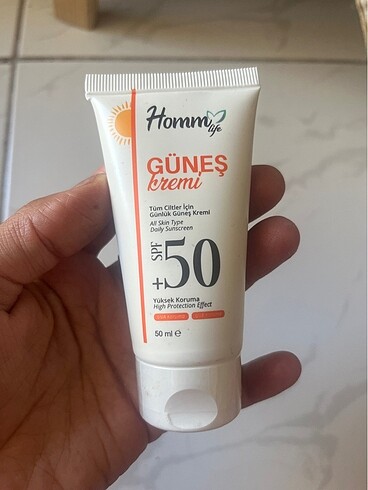 Homm
life
GÜNEŞ
kremi
Tüm Ciltler İçin
Günlük Güneş Kremi
All Skin Type
Daily Sunscreen
SPF
+50
Yüksek Koruma
High Protection Effect
50 ml e